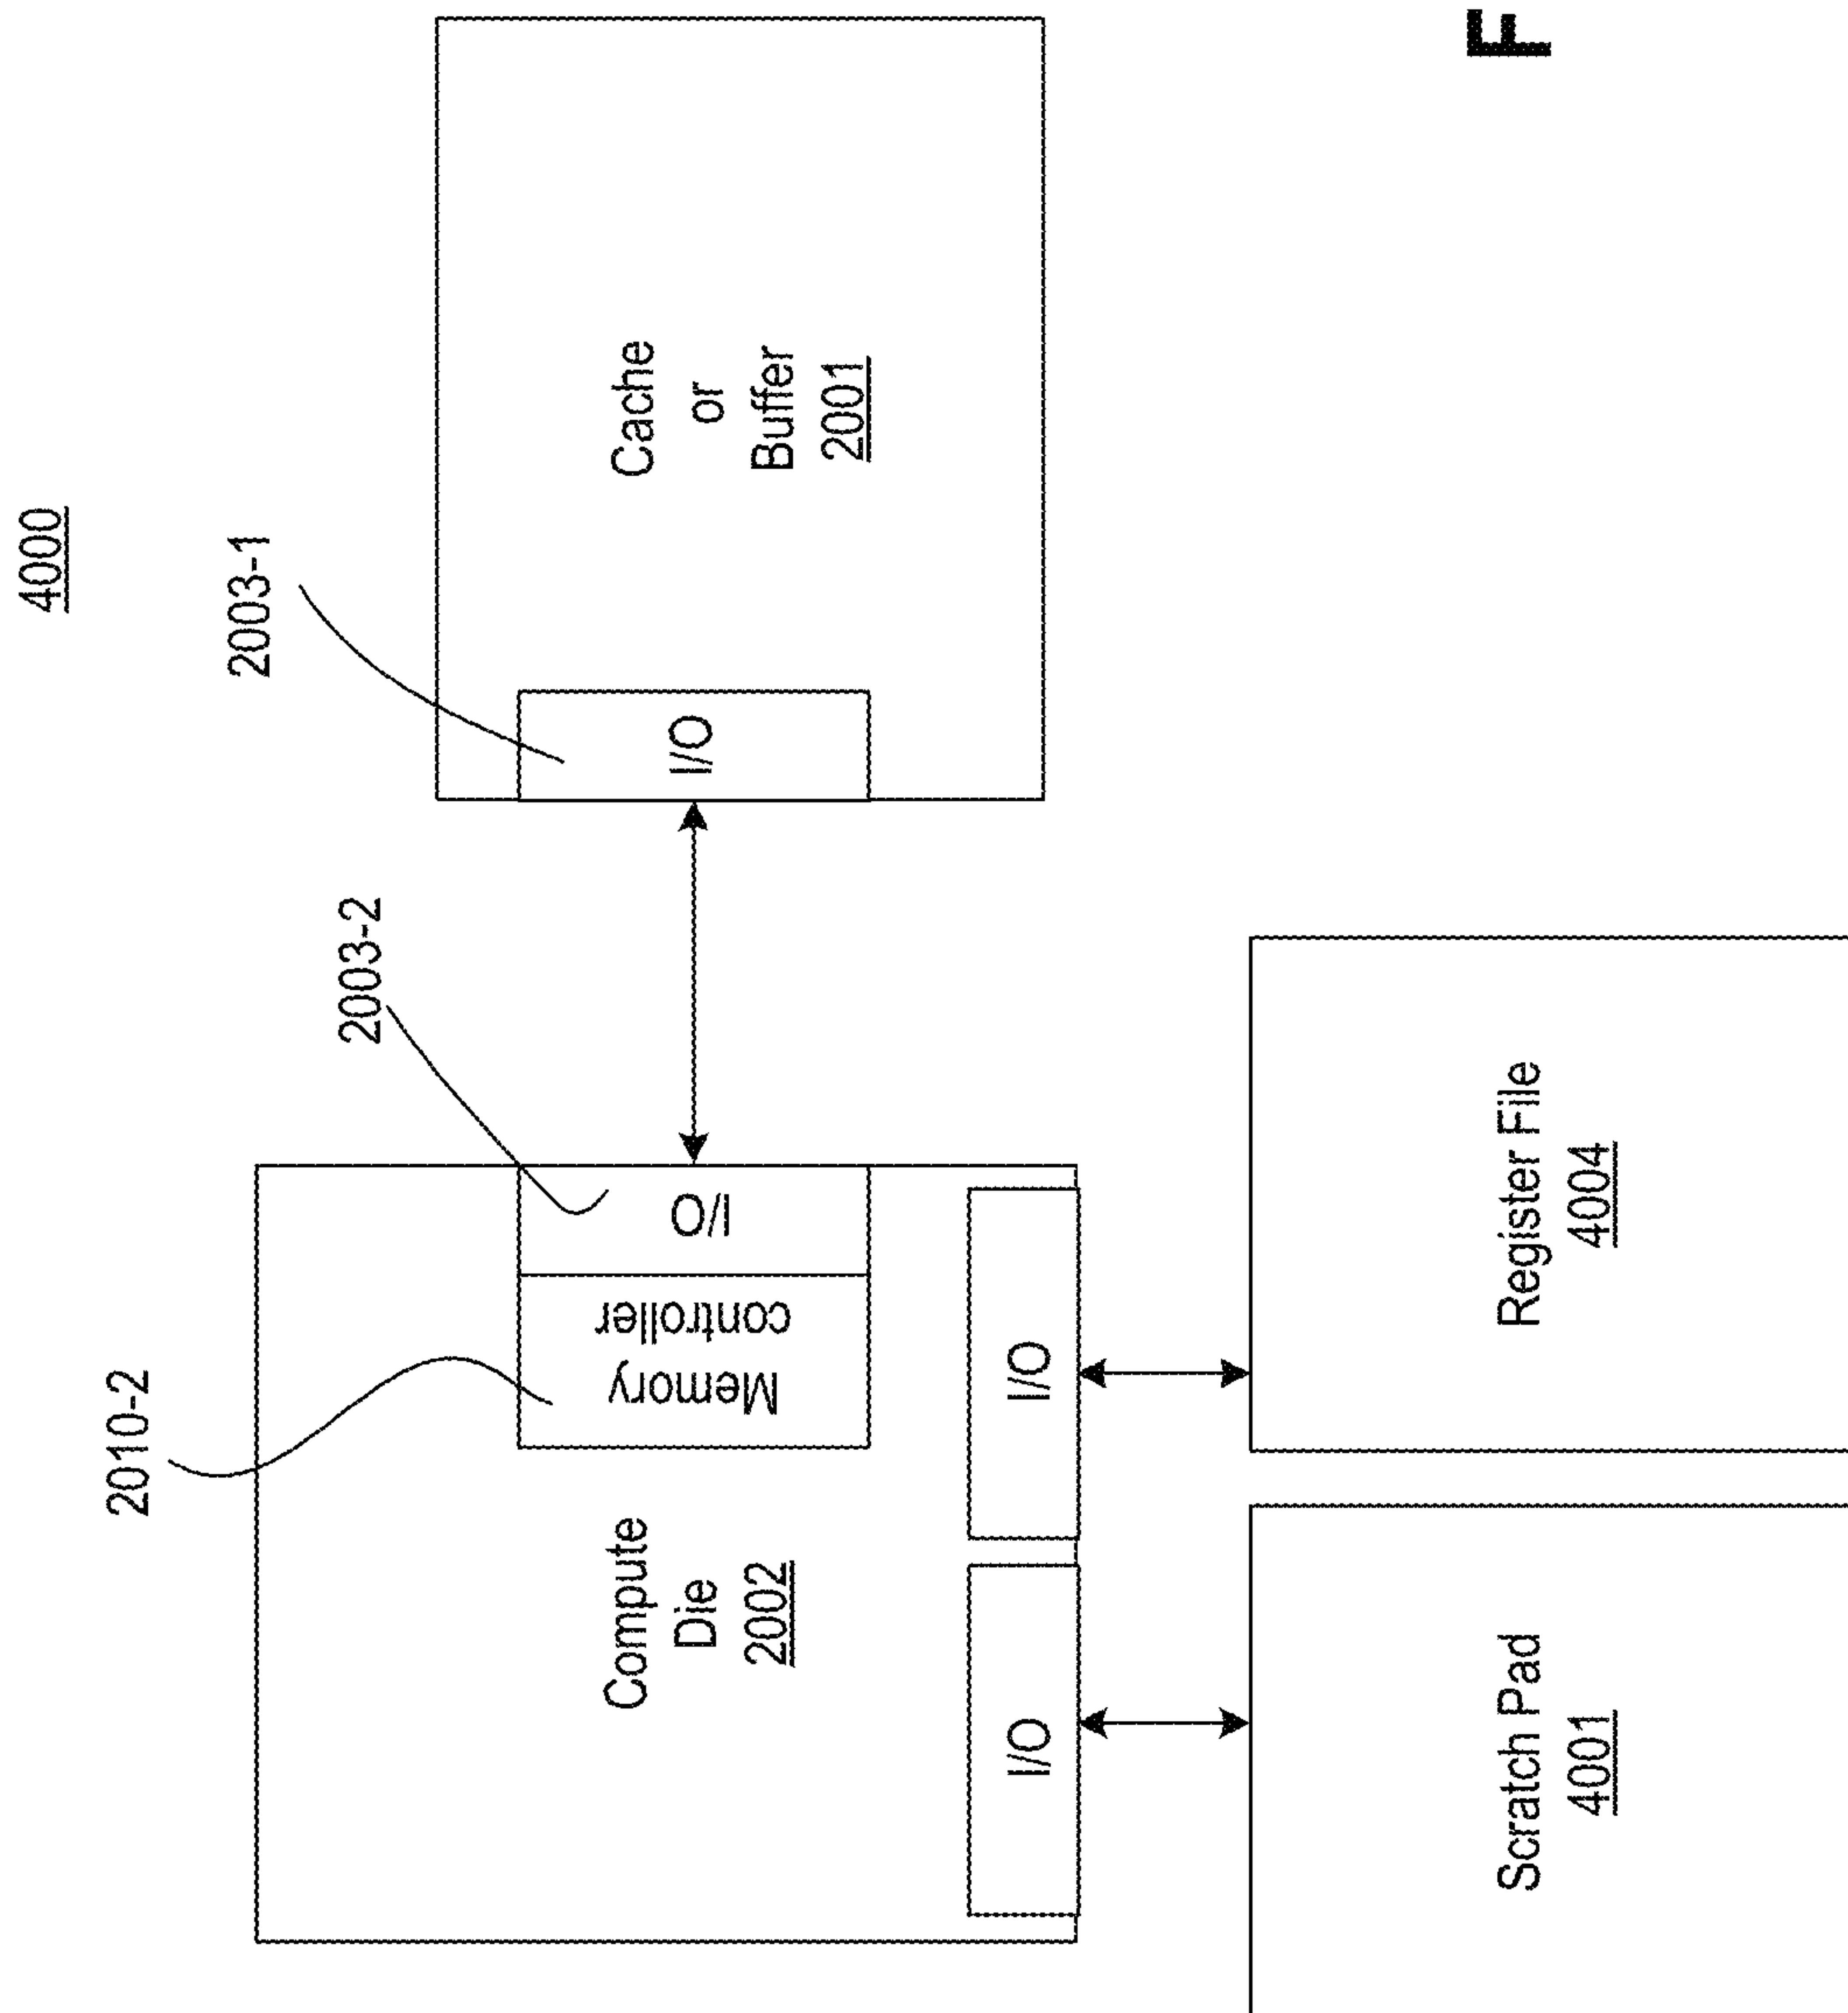 4000
2010-2
2003-1
2003-2
Compute
Die
2002
Memory
controller
I/O
I/O
Cache
or
Buffer
2001
I/O
I/O
Scratch Pad
4001
Register File
4004
F